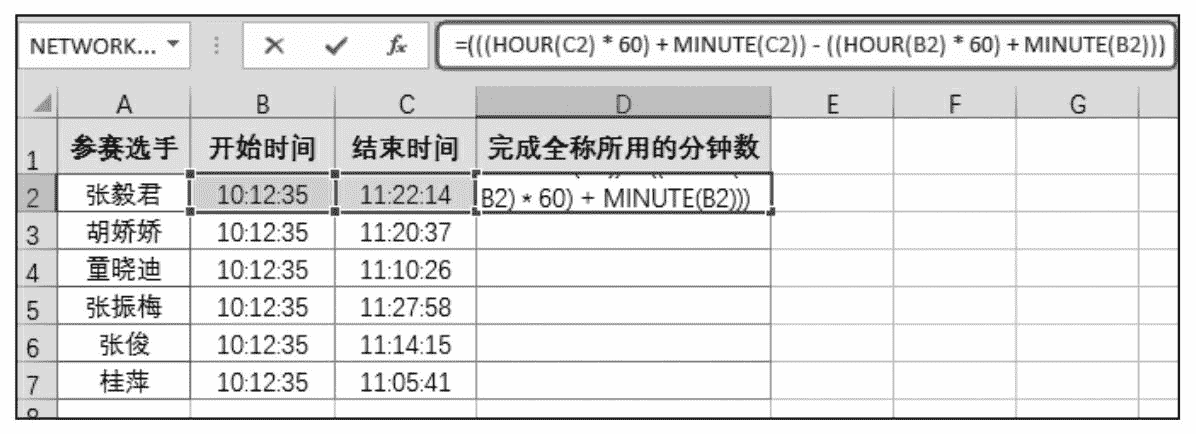 NETWORK... =(((HOUR(C2) * 60) + MINUTE(C2)) - ((HOUR(B2) * 60) + MINUTE(B2)))
A B C D E F G
1 参赛选手 开始时间 结束时间 完成全称所用的分钟数
2 张毅君 10:12:35 11:22:14 B2) * 60) + MINUTE(B2)))
3 胡娇娇 10:12:35 11:20:37
4 董晓迪 10:12:35 11:10:26
5 张振梅 10:12:35 11:27:58
6 张俊 10:12:35 11:14:15
7 桂萍 10:12:35 11:05:41